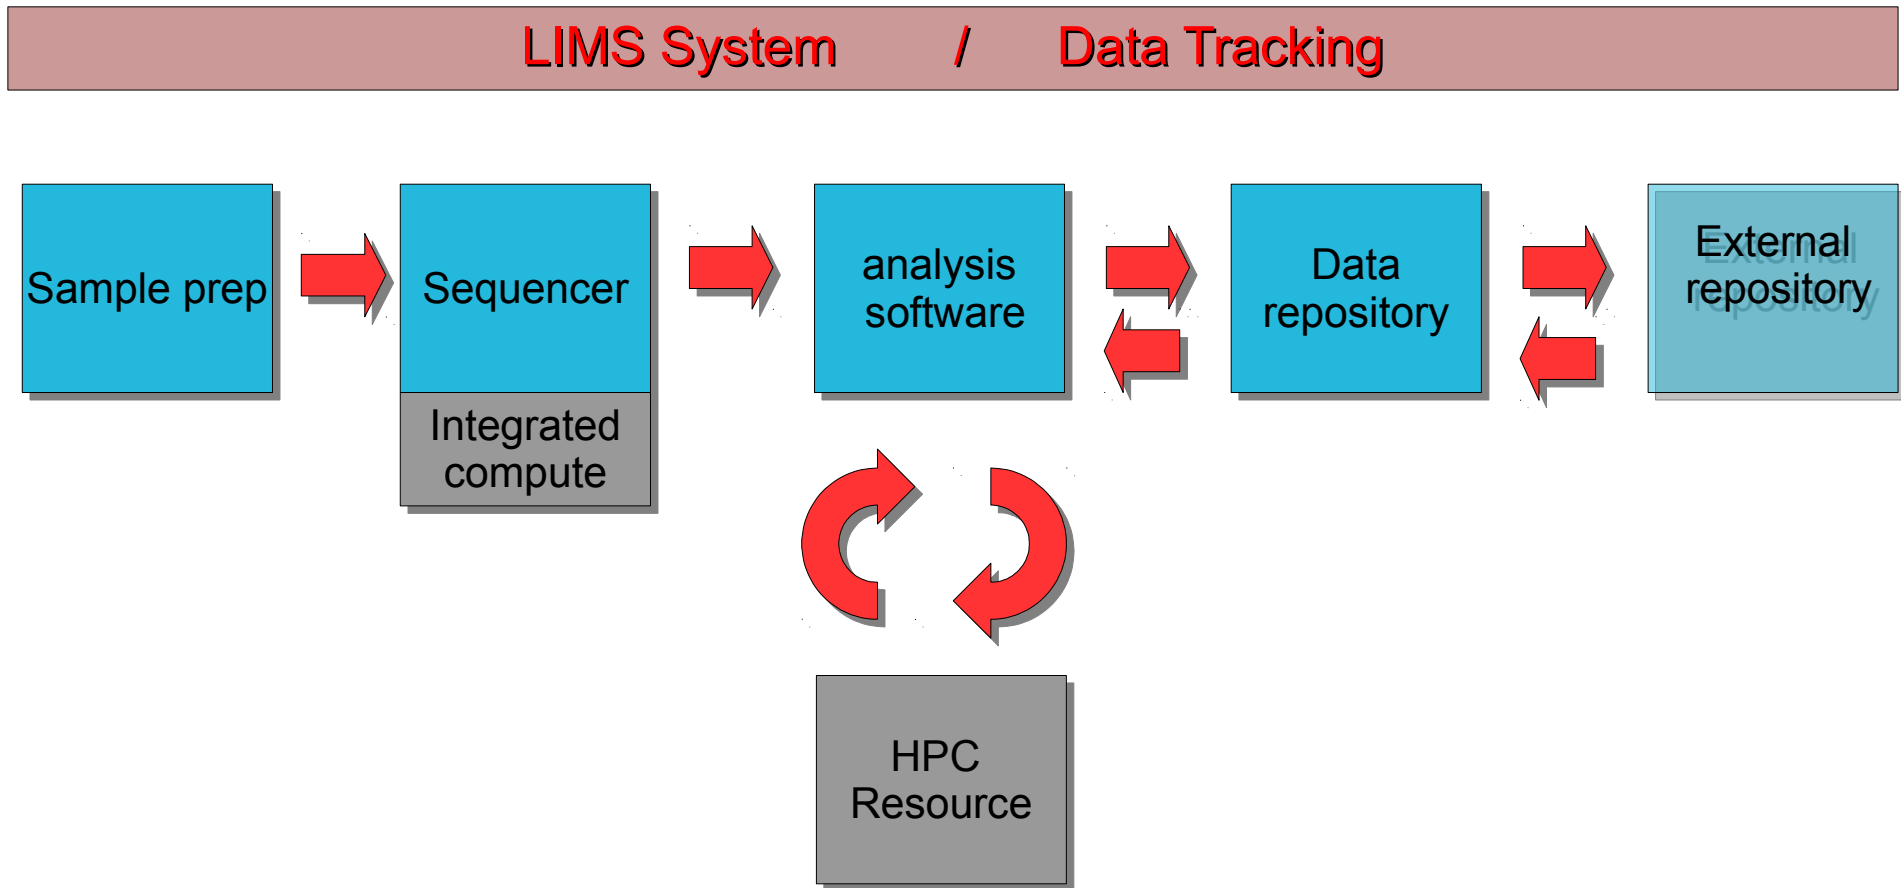 LIMS System / Data Tracking
Sample prep
Sequencer
Integrated
compute
analysis
software
Data
repository
External
repository
HPC
Resource